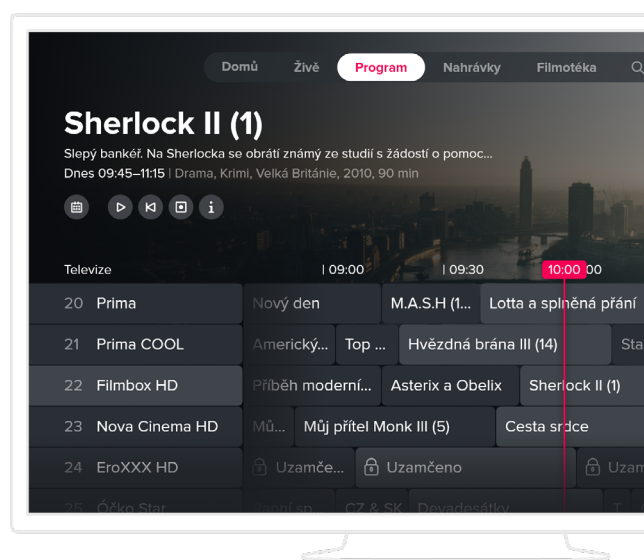 Domů Živě Program Nahrávky Filmotéka
Sherlock II (1)
Slepý bankéř. Na Sherlocka se obrátí známý ze studií s žádostí o pomoc...
Dnes 09:45–11:15 | Drama, Krimi, Velká Británie, 2010, 90 min
Televize | 09:00 | 09:30 10:00 00
20 Prima Nový den M.A.S.H (1... Lotta a splněná přání
21 Prima COOL Americký... Top ... Hvězdná brána III (14) Sta
22 Filmbox HD Příběh moderní... Asterix a Obelix Sherlock II (1)
23 Nova Cinema HD Mů... Můj přítel Monk III (5) Cesta srdce
24 EroXXX HD Uzamče... Uzamčeno Uzam
25 Óčko Star CZ & SK Devadesátky